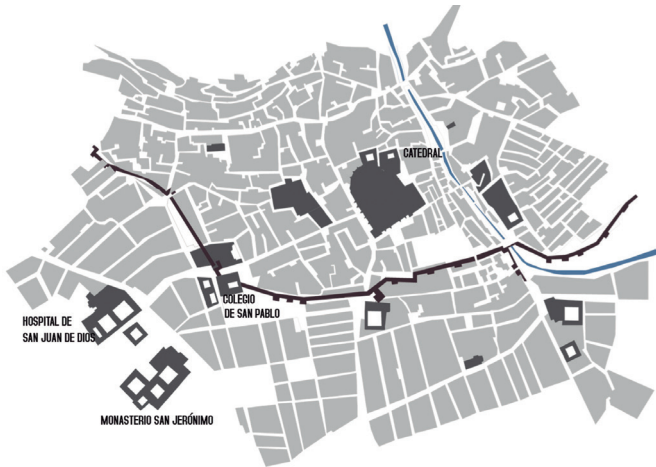 CATEDRAL
COLEGIO
DE SAN PABLO
HOSPITAL DE
SAN JUAN DE DIOS
MONASTERIO SAN JERÓNIMO